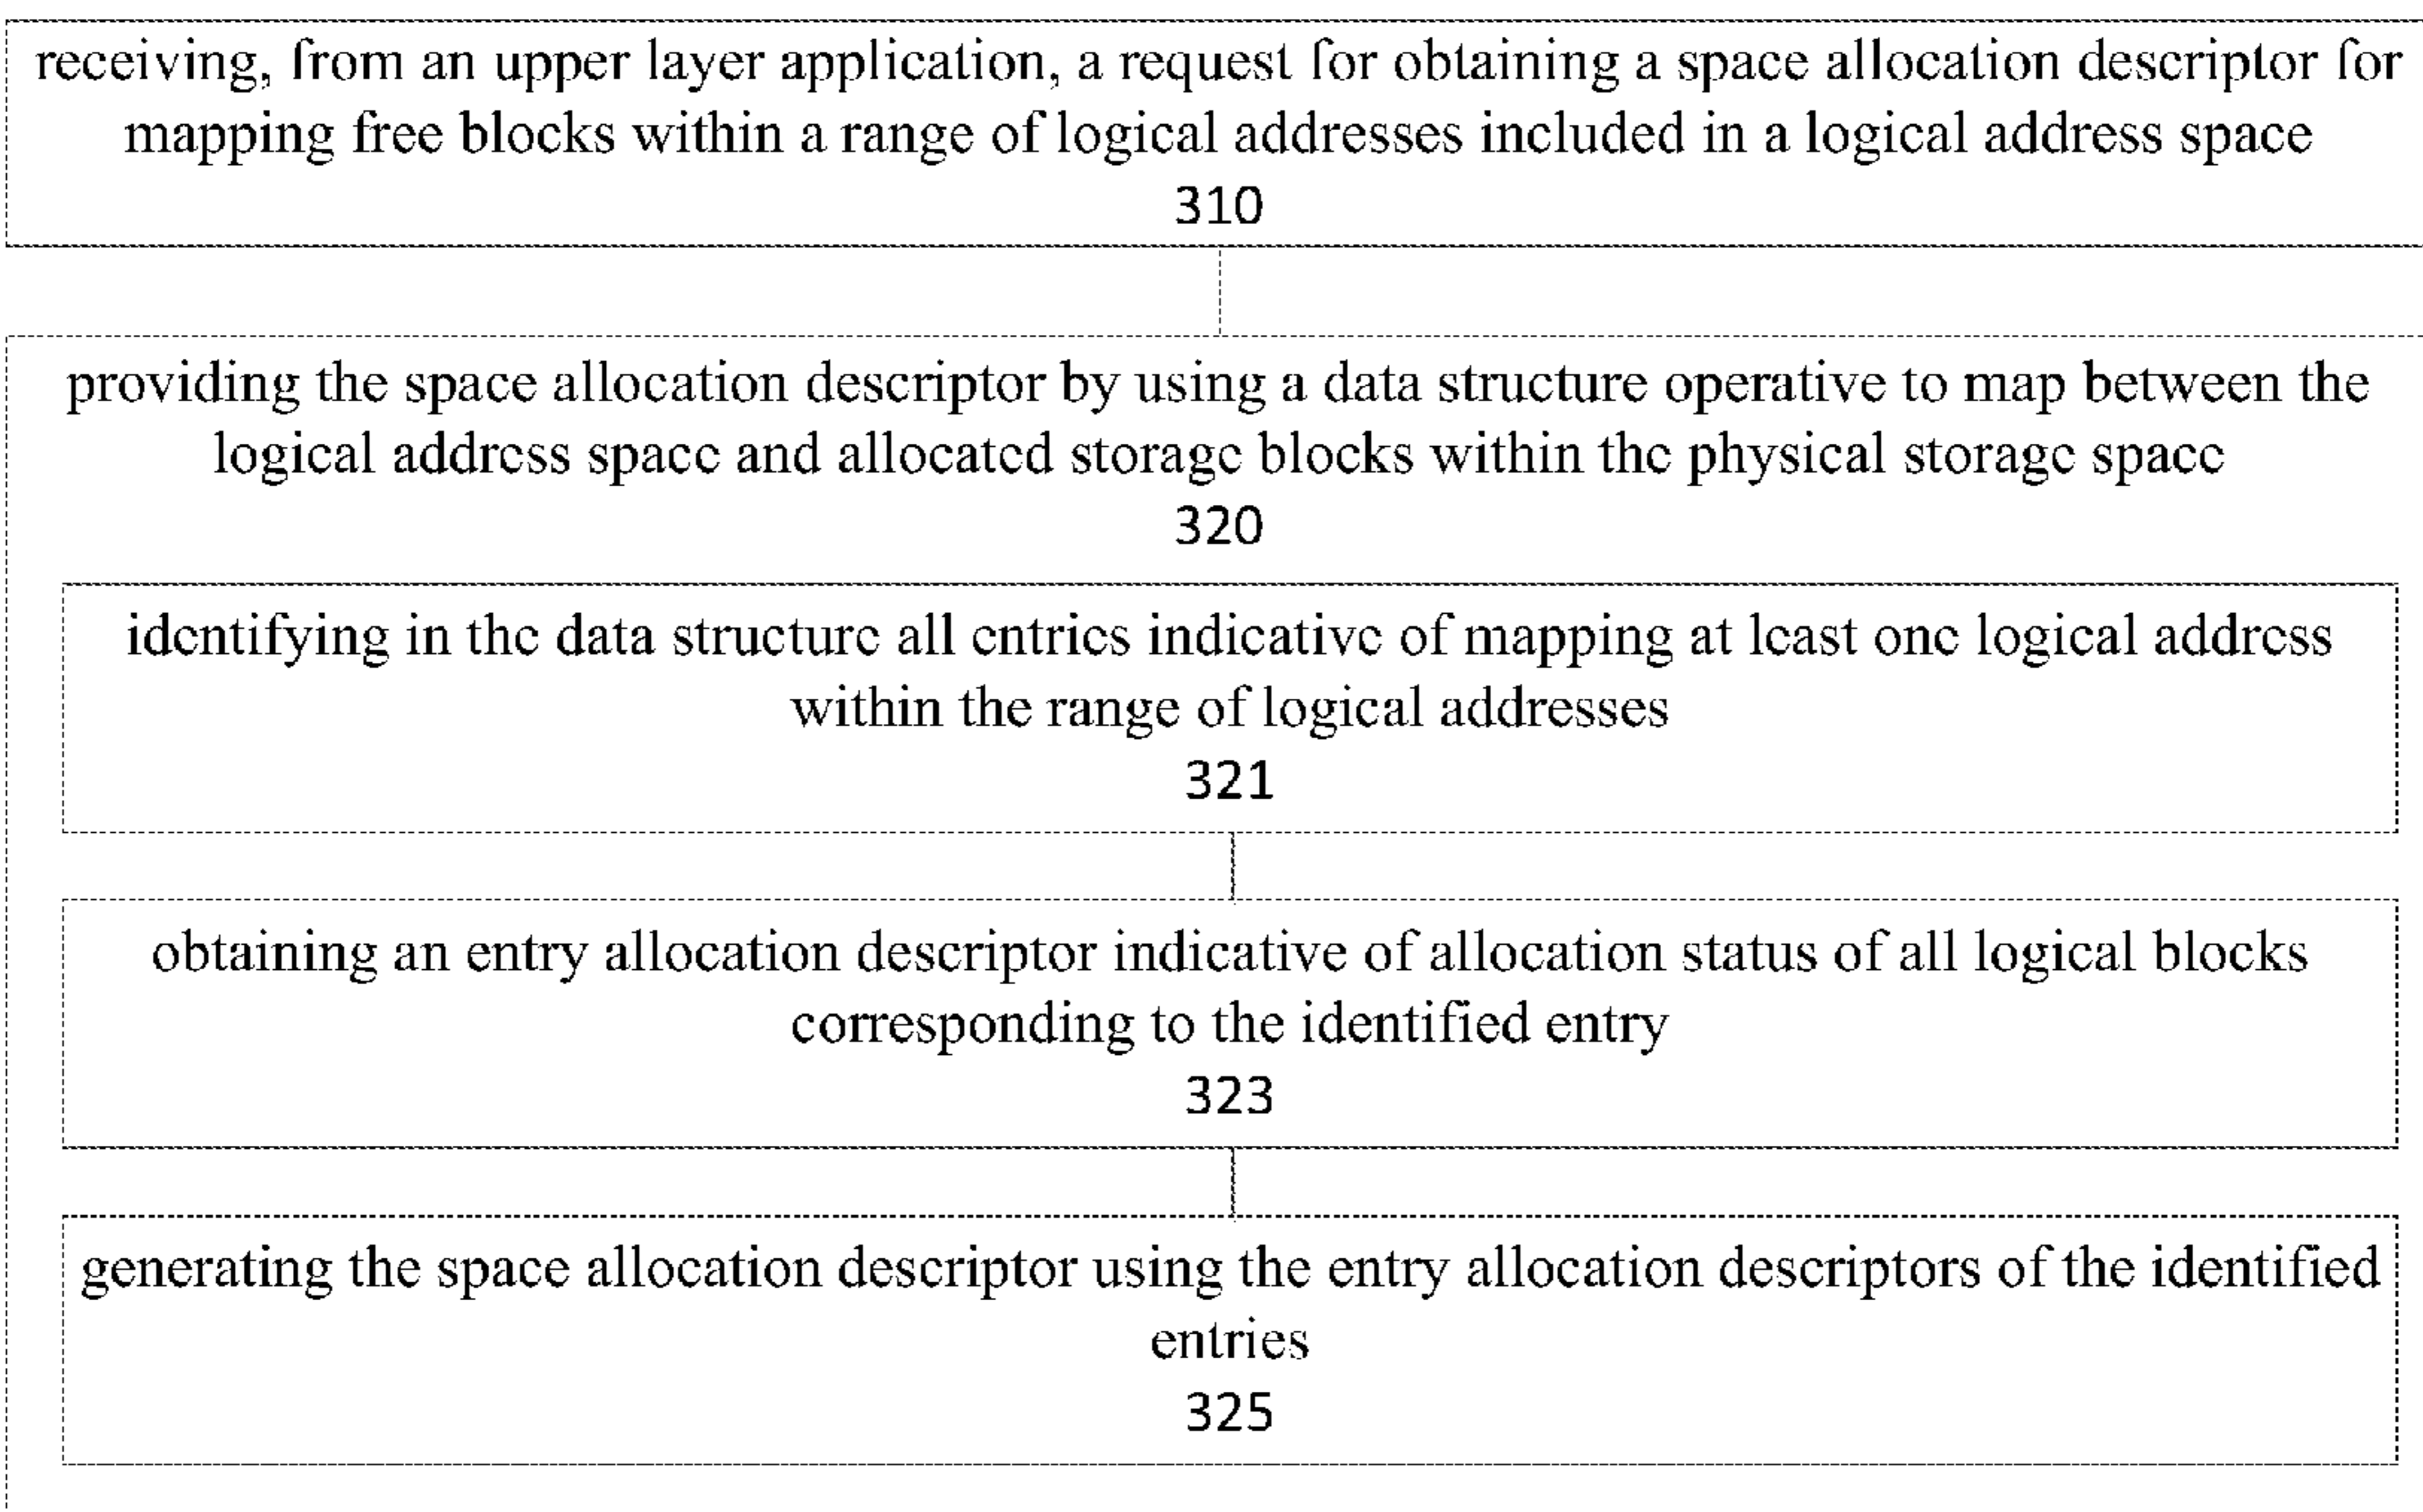 receiving, from an upper layer application, a request for obtaining a space allocation descriptor for
mapping free blocks within a range of logical addresses included in a logical address space
310
providing the space allocation descriptor by using a data structure operative to map between the
logical address space and allocated storage blocks within the physical storage space
320
identifying in the data structure all entries indicative of mapping at least one logical address
within the range of logical addresses
321
obtaining an entry allocation descriptor indicative of allocation status of all logical blocks
corresponding to the identified entry
323
generating the space allocation descriptor using the entry allocation descriptors of the identified
entries
325